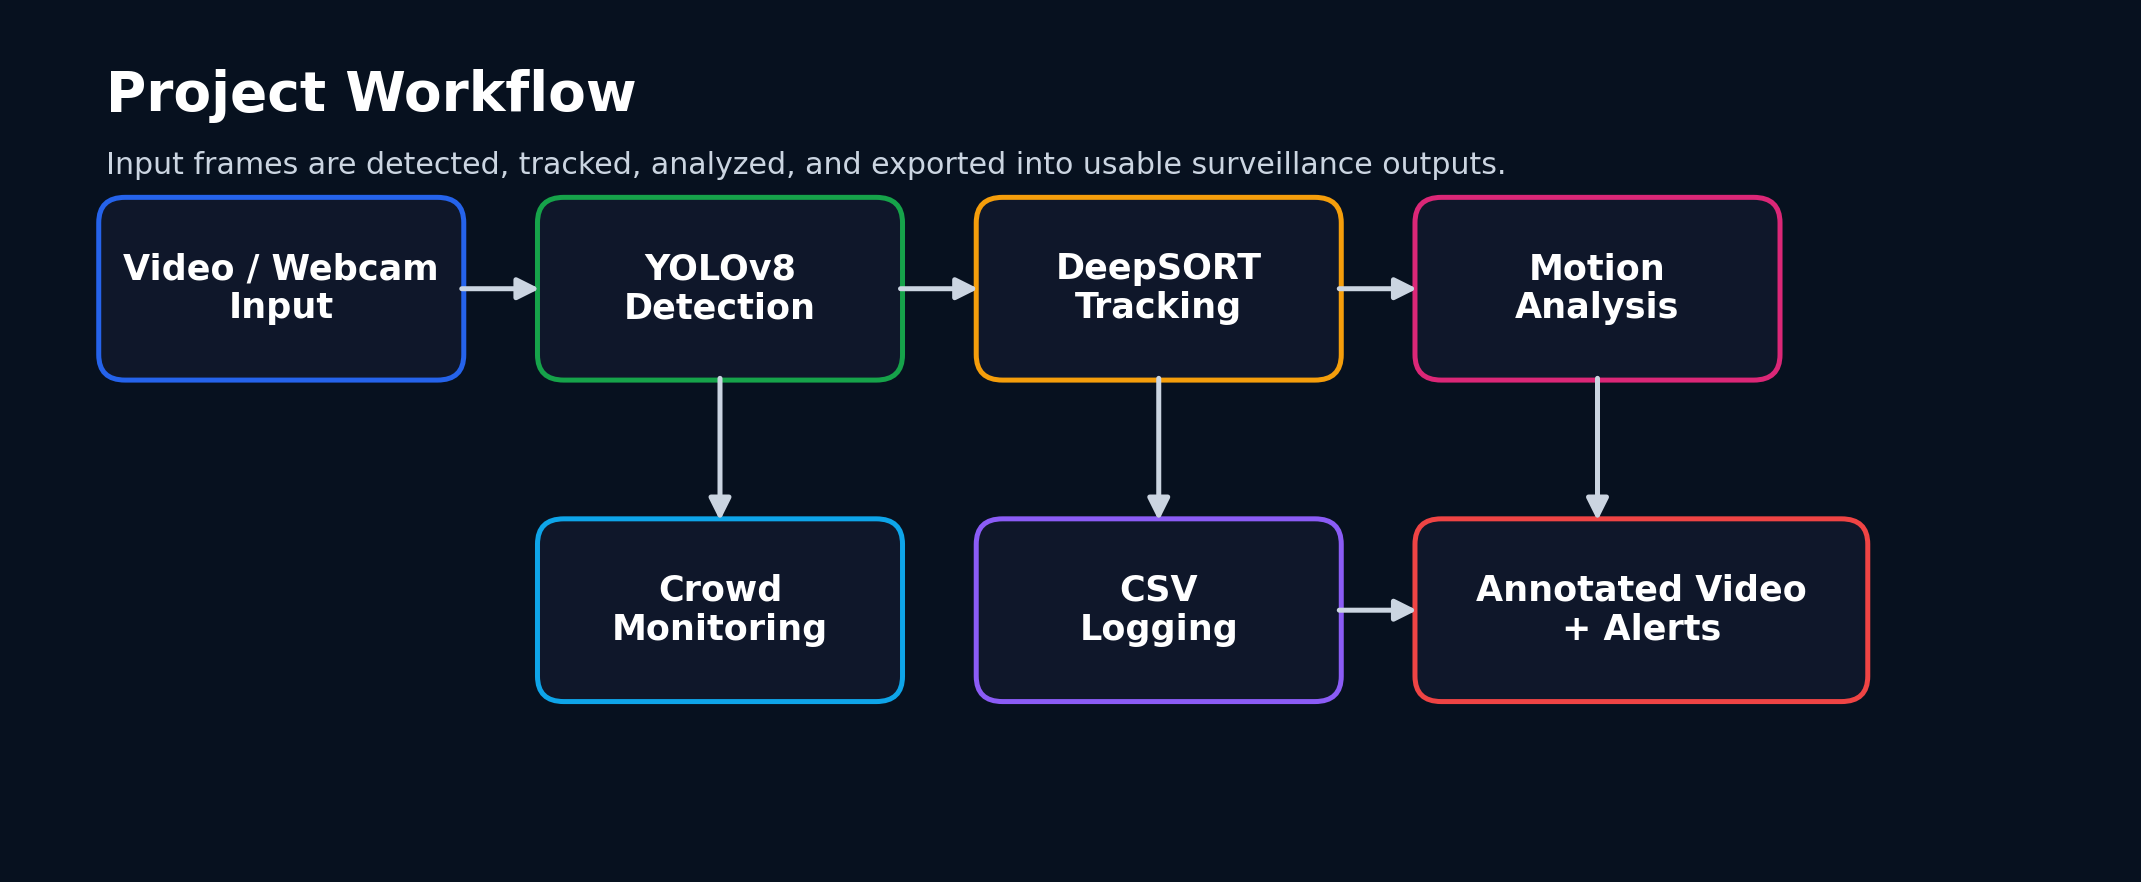 Project Workflow
Input frames are detected, tracked, analyzed, and exported into usable surveillance outputs.
Video / Webcam
Input
YOLOv8
Detection
DeepSORT
Tracking
Motion
Analysis
Crowd
Monitoring
CSV
Logging
Annotated Video
+ Alerts